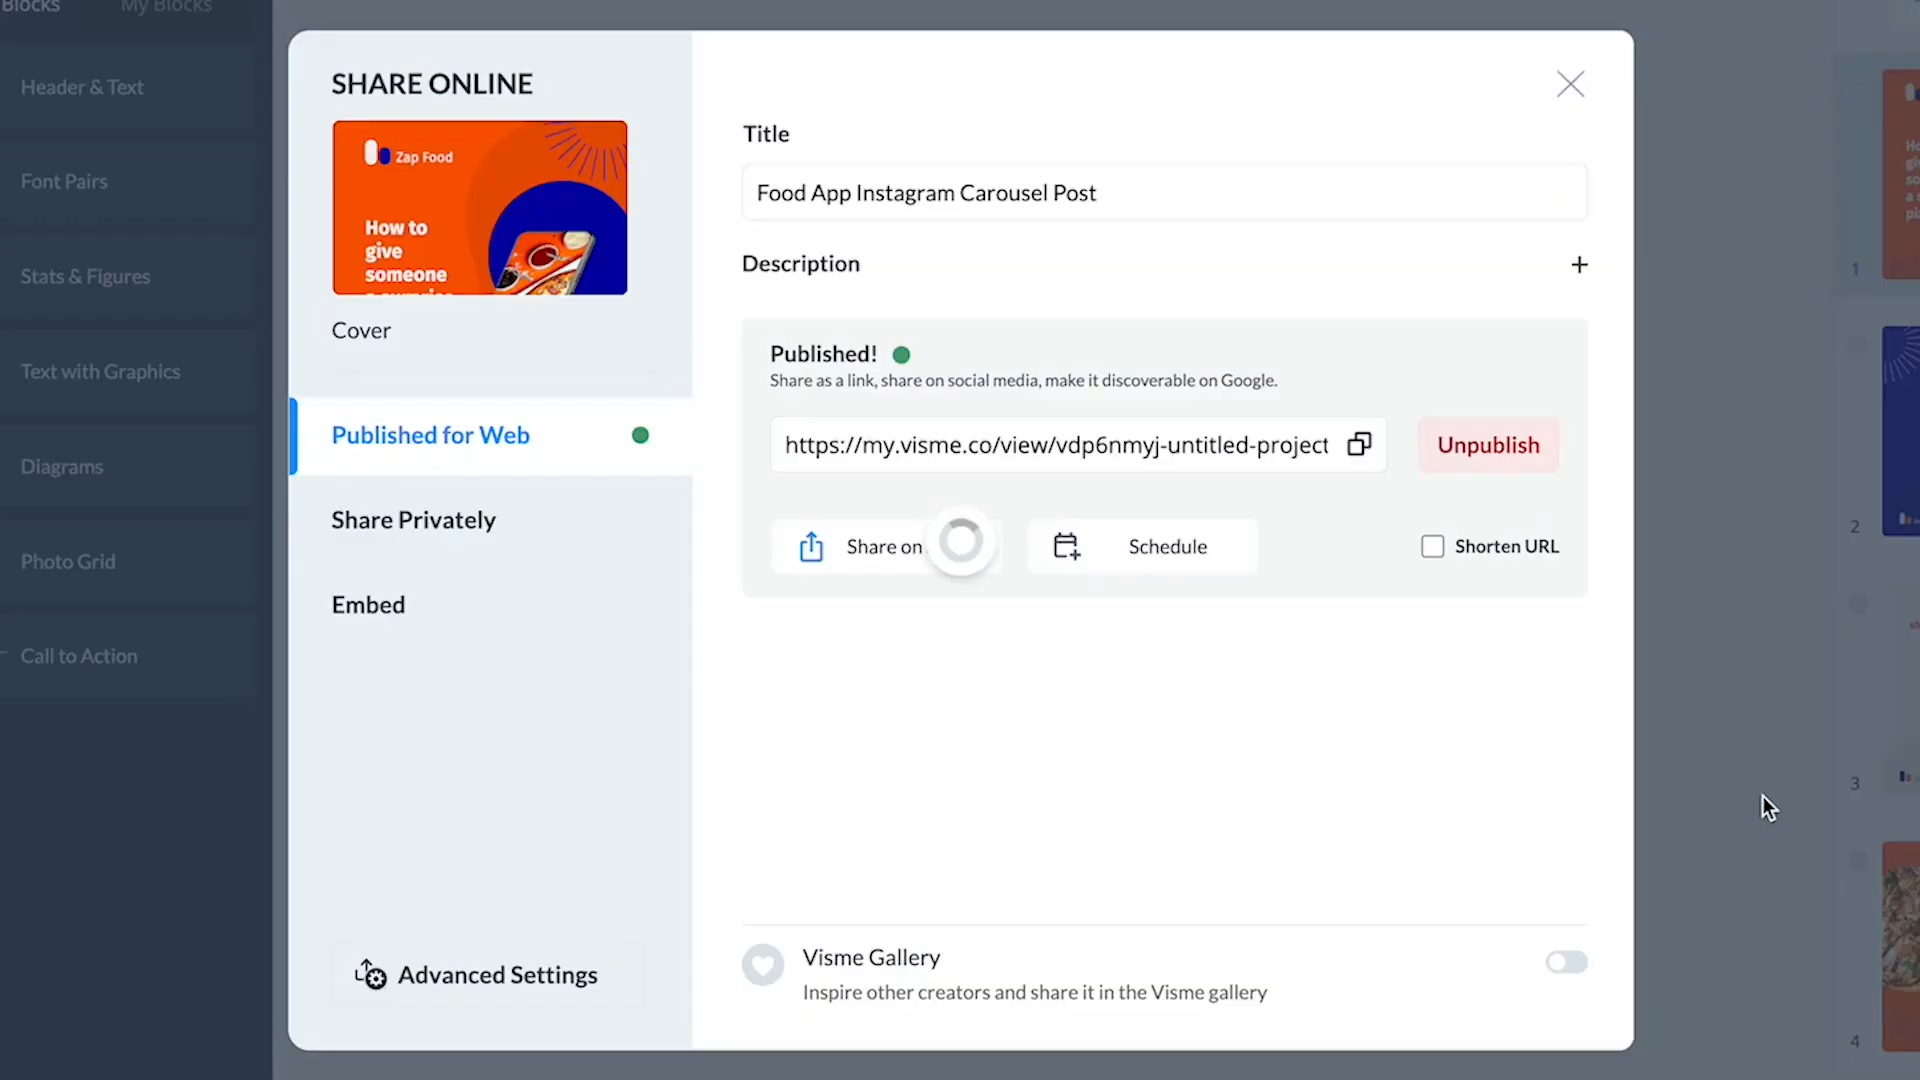 Blocks
My Blocks
Header & Text
Font Pairs
Stats & Figures
Text with Graphics
Diagrams
Photo Grid
Call to Action
SHARE ONLINE
Zap Food
How to
give
someone
Cover
Published for Web
Share Privately
Embed
Advanced Settings
Title
Food App Instagram Carousel Post
Description
Published!
Share as a link, share on social media, make it discoverable on Google.
https://my.visme.co/view/vdp6nmyj-untitled-project
Unpublish
Share on
Schedule
Shorten URL
Visme Gallery
Inspire other creators and share it in the Visme gallery
1
2
3
4